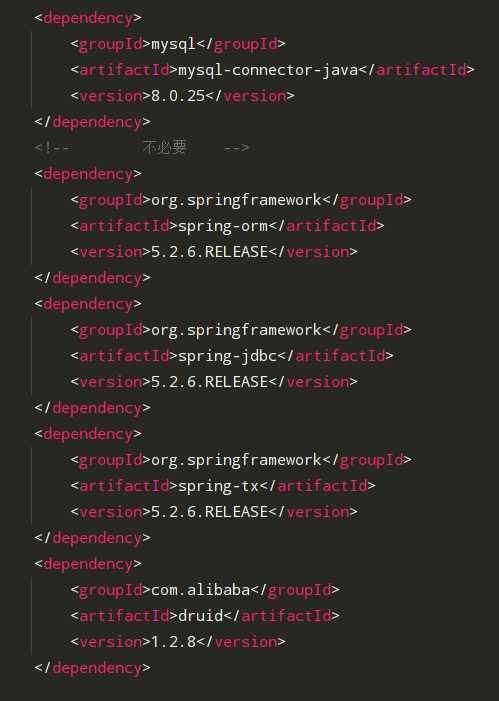 <dependency>
<groupId>mysql</groupId>
<artifactId>mysql-connector-java</artifactId>
<version>8.0.25</version>
</dependency>
<!-- 不必要 -->
<dependency>
<groupId>org.springframework</groupId>
<artifactId>spring-orm</artifactId>
<version>5.2.6.RELEASE</version>
</dependency>
<dependency>
<groupId>org.springframework</groupId>
<artifactId>spring-jdbc</artifactId>
<version>5.2.6.RELEASE</version>
</dependency>
<dependency>
<groupId>org.springframework</groupId>
<artifactId>spring-tx</artifactId>
<version>5.2.6.RELEASE</version>
</dependency>
<dependency>
<groupId>com.alibaba</groupId>
<artifactId>druid</artifactId>
<version>1.2.8</version>
</dependency>